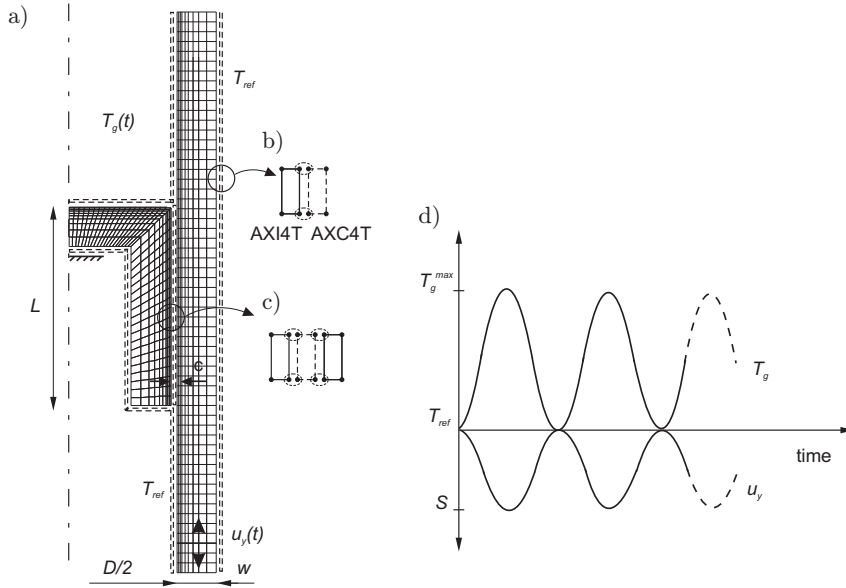 a)
T_ref
T_g(t)
b)
AXI4T AXC4T
L
c)
c
T_ref
u_y(t)
D/2 w
d)
T_g^max
T_g
T_ref
time
S
u_y